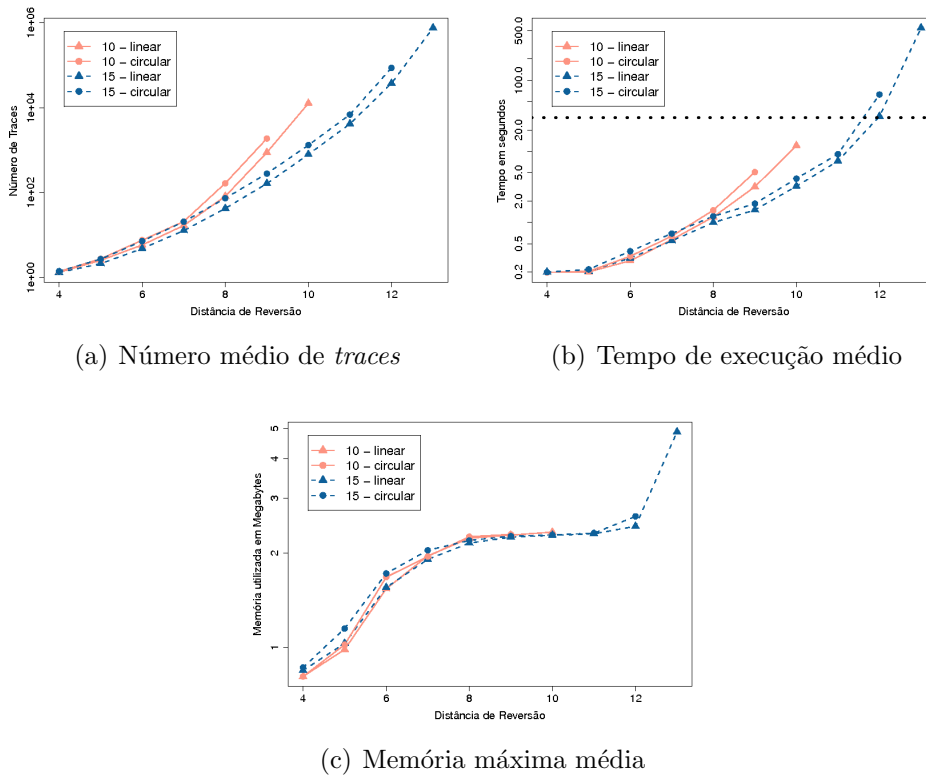 Número de Traces
1e+00 1e+02 1e+04 1e+06
10 − linear
10 − circular
15 − linear
15 − circular
4 6 8 10 12
Distância de Reversão
(a) Número médio de traces
Tempo em segundos
0.2 0.5 2.0 5.0 20.0 100.0 500.0
10 − linear
10 − circular
15 − linear
15 − circular
4 6 8 10 12
Distância de Reversão
(b) Tempo de execução médio
Memória utilizada em Megabytes
1 2 3 4 5
10 − linear
10 − circular
15 − linear
15 − circular
4 6 8 10 12
Distância de Reversão
(c) Memória máxima média